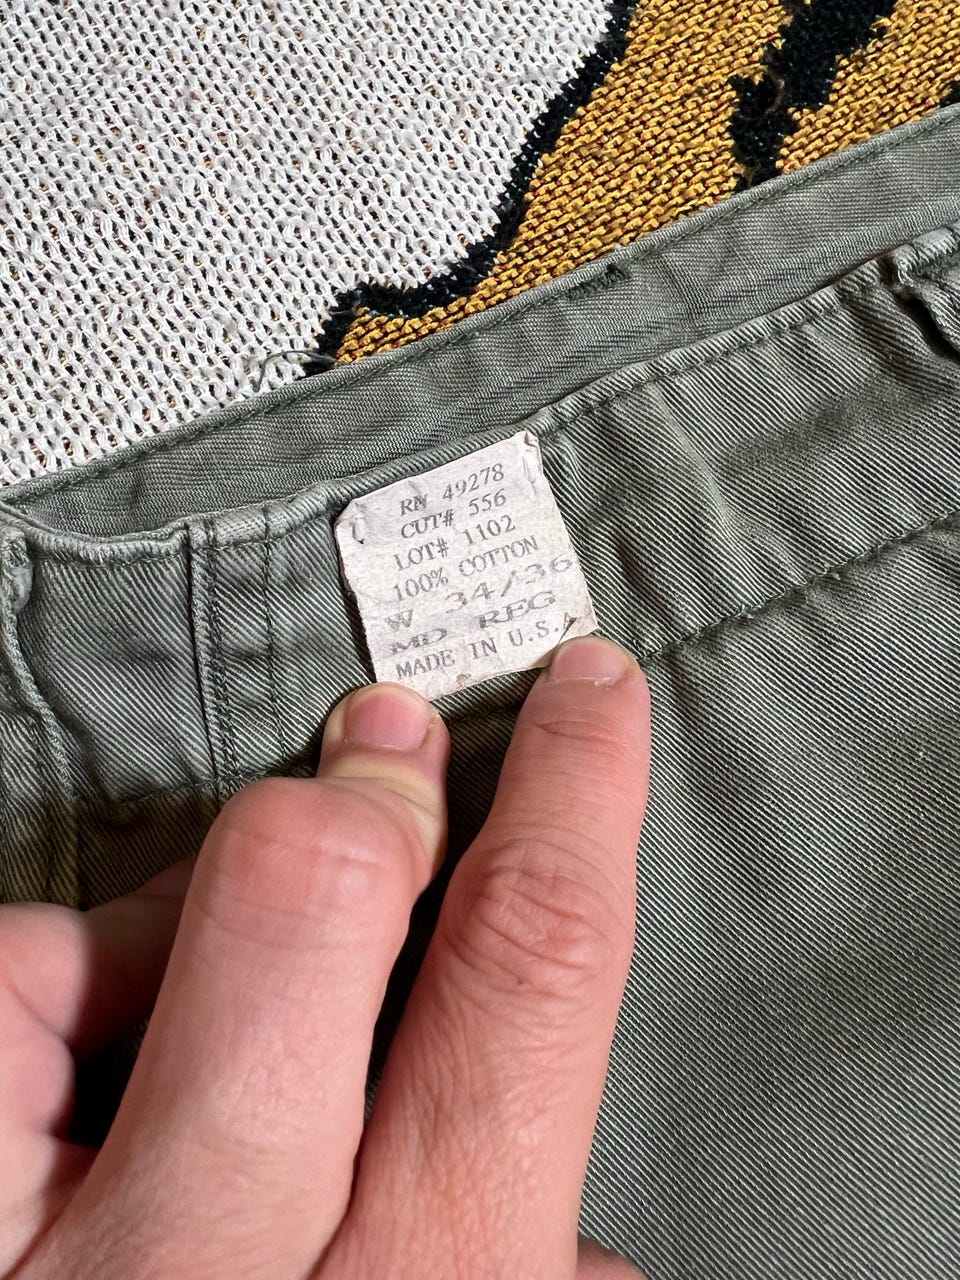 RN 49278
CUT# 556
LOT# 1102
100% COTTON
W 34/36
MD REG
MADE IN U.S.A